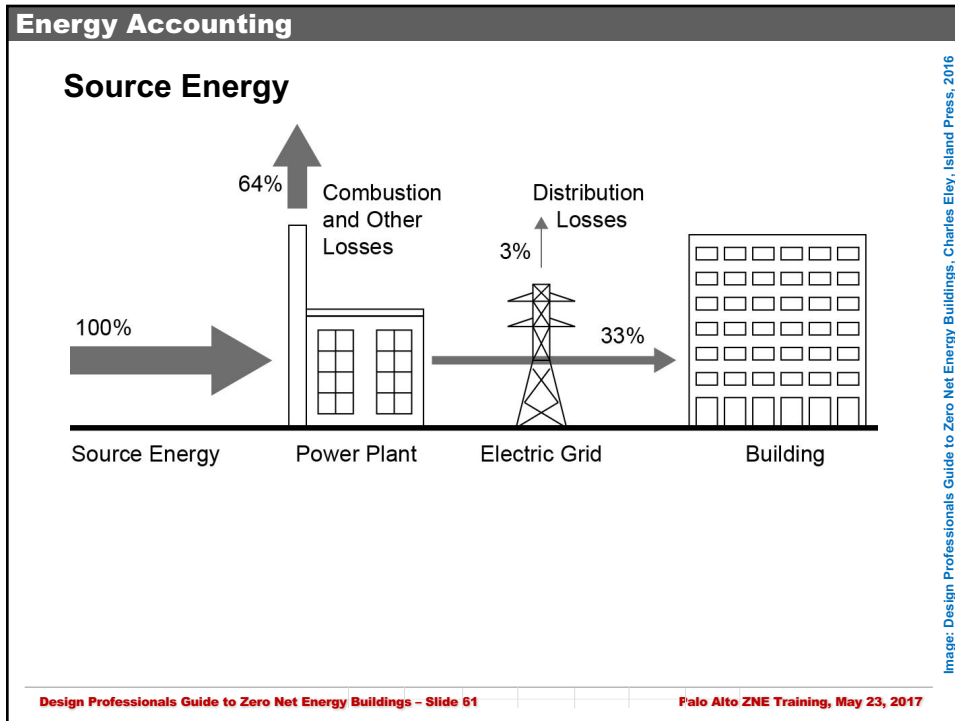 Energy Accounting
Source Energy
64%
Combustion
and Other
Losses
Distribution
Losses
3%
100%
33%
Source Energy
Power Plant
Electric Grid
Building
Image: Design Professionals Guide to Zero Net Energy Buildings, Charles Eley, Island Press, 2016
Design Professionals Guide to Zero Net Energy Buildings – Slide 61
Palo Alto ZNE Training, May 23, 2017